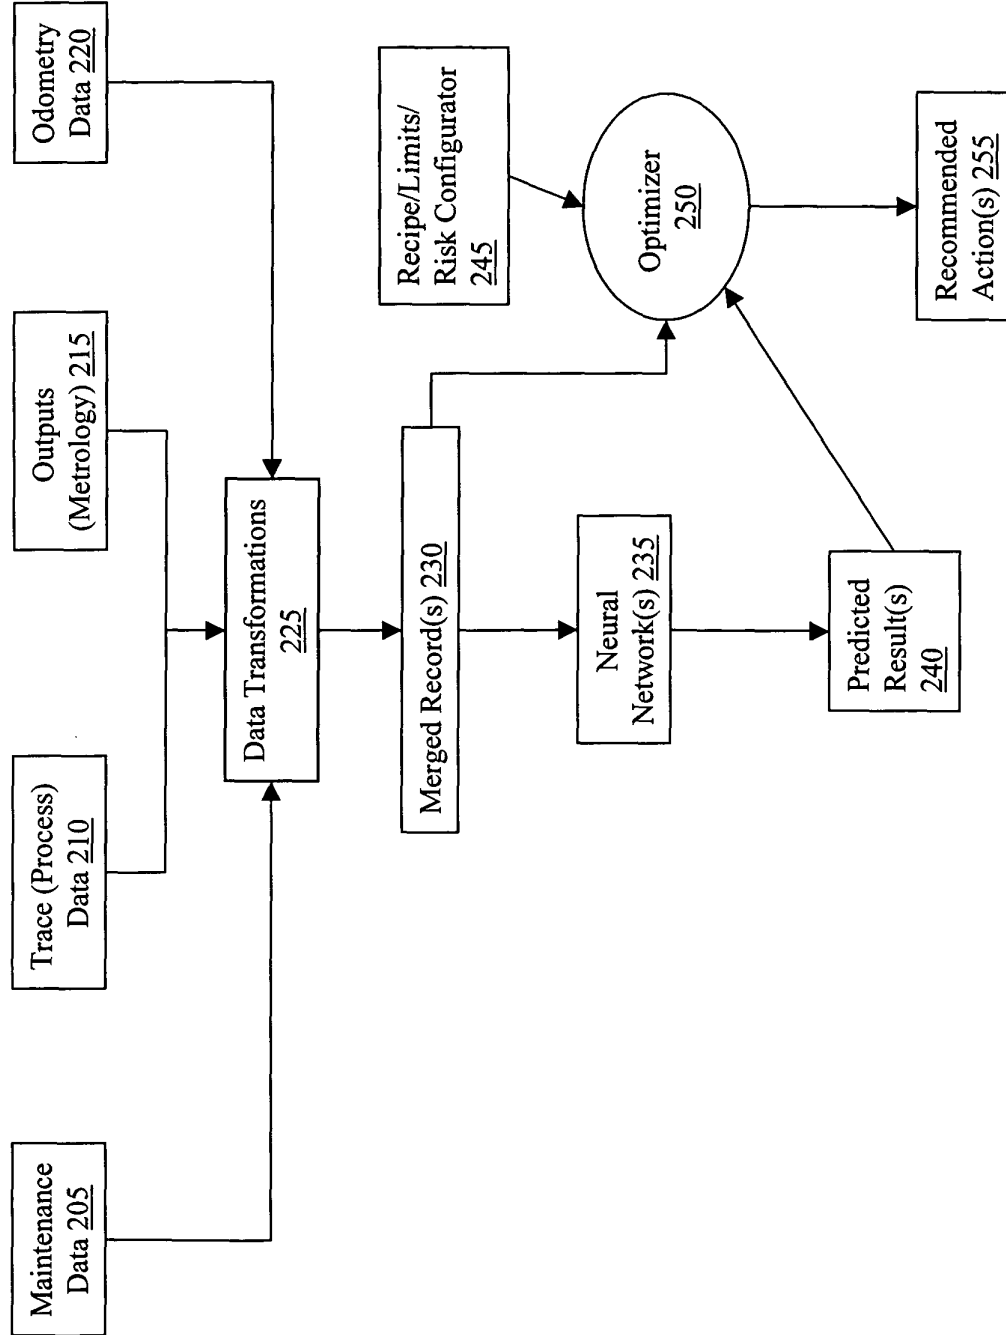 Maintenance
Data 205
Trace (Process)
Data 210
Outputs
(Metrology) 215
Odometry
Data 220
Data Transformations
225
Merged Record(s) 230
Recipe/Limits/
Risk Configurator
245
Neural
Network(s) 235
Optimizer
250
Predicted
Result(s)
240
Recommended
Action(s) 255